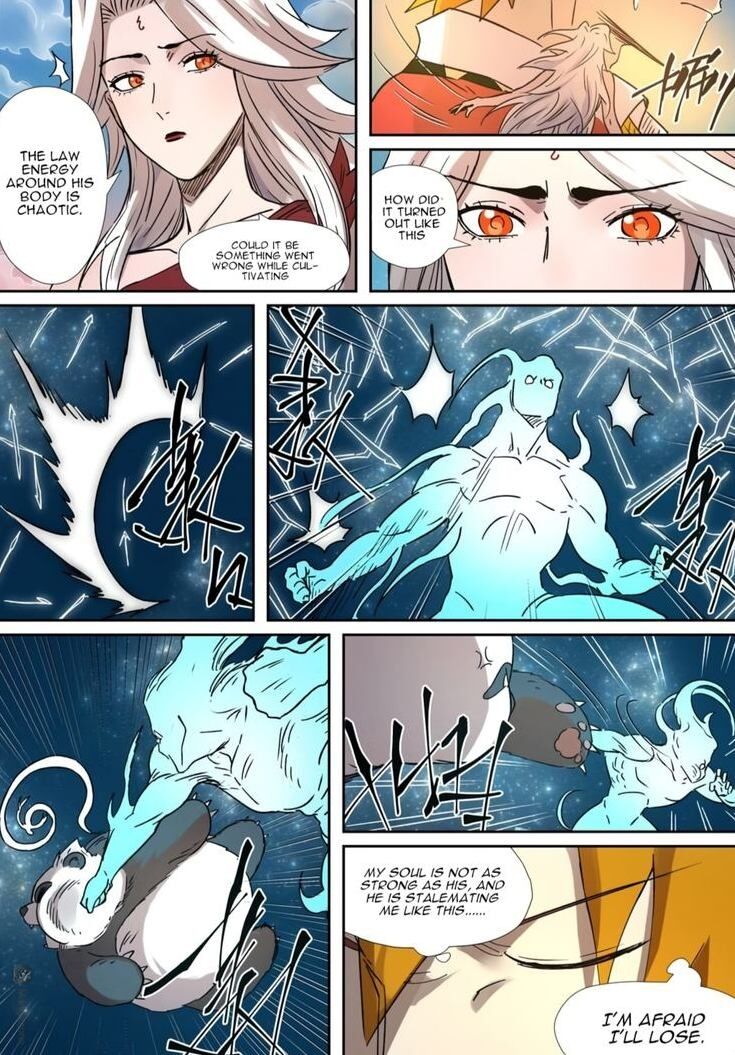 THE LAW
ENERGY
AROUND HIS
BODY IS
CHAOTIC.
COULD IT BE
SOMETHING WENT
WRONG WHILE CUL-
TIVATING
HOW DID
IT TURNED
OUT LIKE
THIS
MY SOUL IS NOT AS
STRONG AS HIS, AND
HE IS STALEMATING
ME LIKE THIS......
I'M AFRAID
I'LL LOSE.